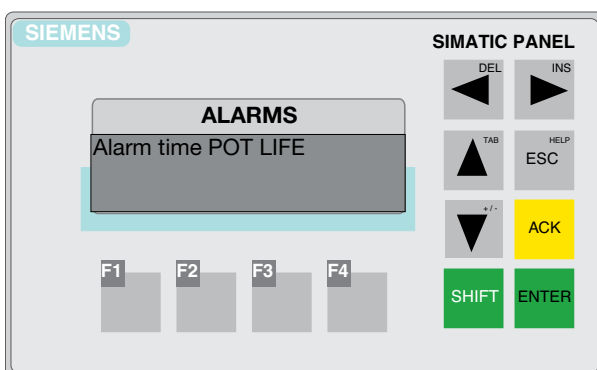 SIEMENS
SIMATIC PANEL
DEL
INS
ALARMS
Alarm time POT LIFE
TAB
HELP
ESC
+/-
ACK
F1
F2
F3
F4
SHIFT
ENTER